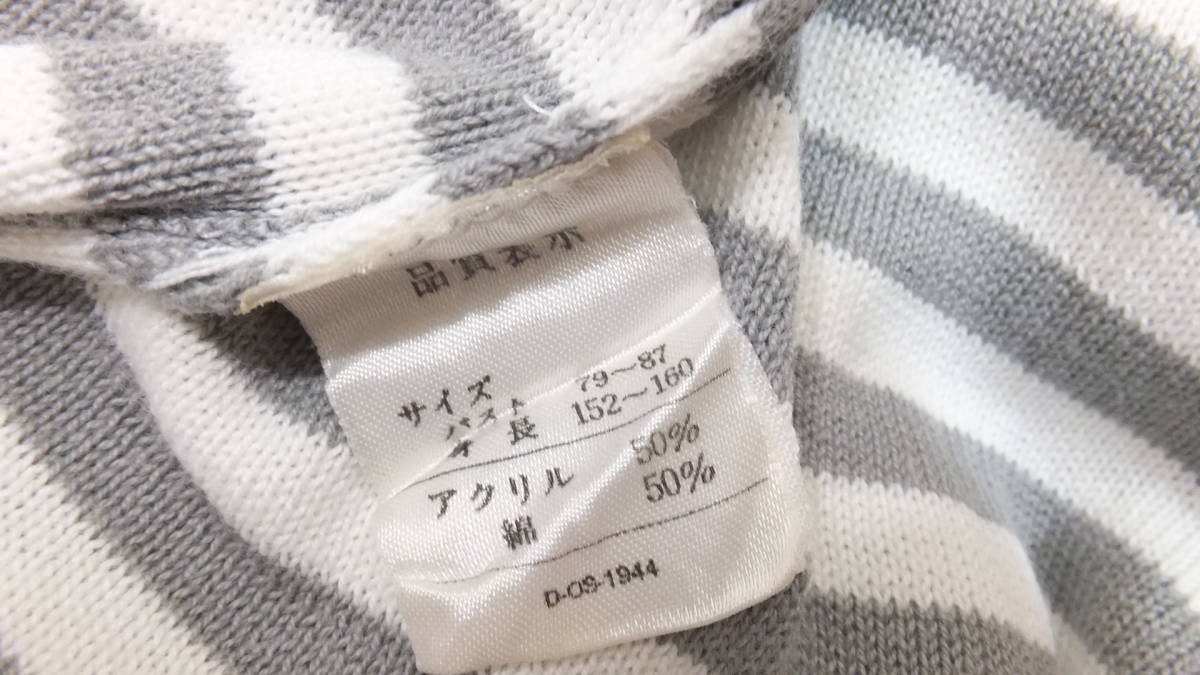 品質表示
サイズ
バスト 79〜87
身長 152〜160
アクリル 50%
綿 50%
D-OS-1944